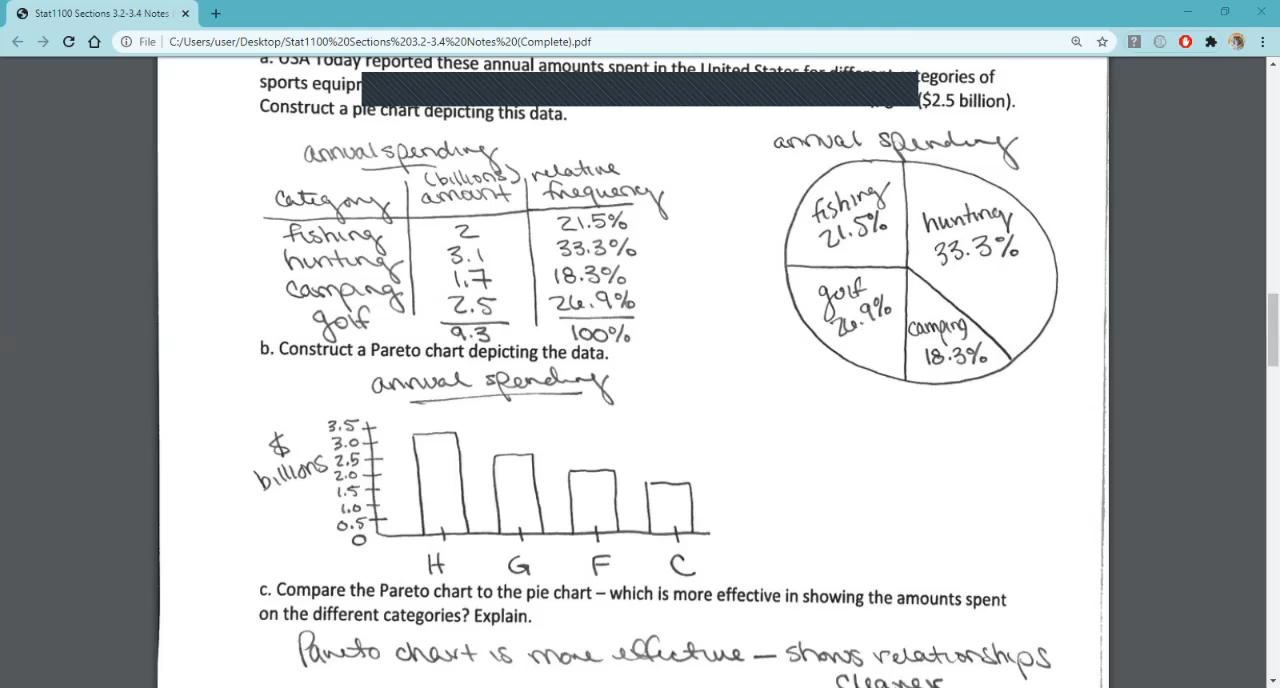 Stat1100 Sections 3.2-3.4 Notes
File C:/Users/user/Desktop/Stat1100%20Sections%203.2-3.4%20Notes%20(Complete).pdf
a. USA Today reported these annual amounts spent in the United States for different categories of
sports ($2.5 billion).
Construct a pie chart depicting this data.
annual spending
category (billions) amount relative frequency
fishing 2 21.5%
hunting 3.1 33.3%
camping 1.7 18.3%
golf 2.5 26.9%
9.3 100%
annual spending
fishing 21.5%
hunting 33.3%
golf 26.9%
camping 18.3%
b. Construct a Pareto chart depicting the data.
annual spending
$ billions
3.5
3.0
2.5
2.0
1.5
1.0
0.5
0
H G F C
c. Compare the Pareto chart to the pie chart – which is more effective in showing the amounts spent
on the different categories? Explain.
Pareto chart is more effective – shows relationships
cleaner